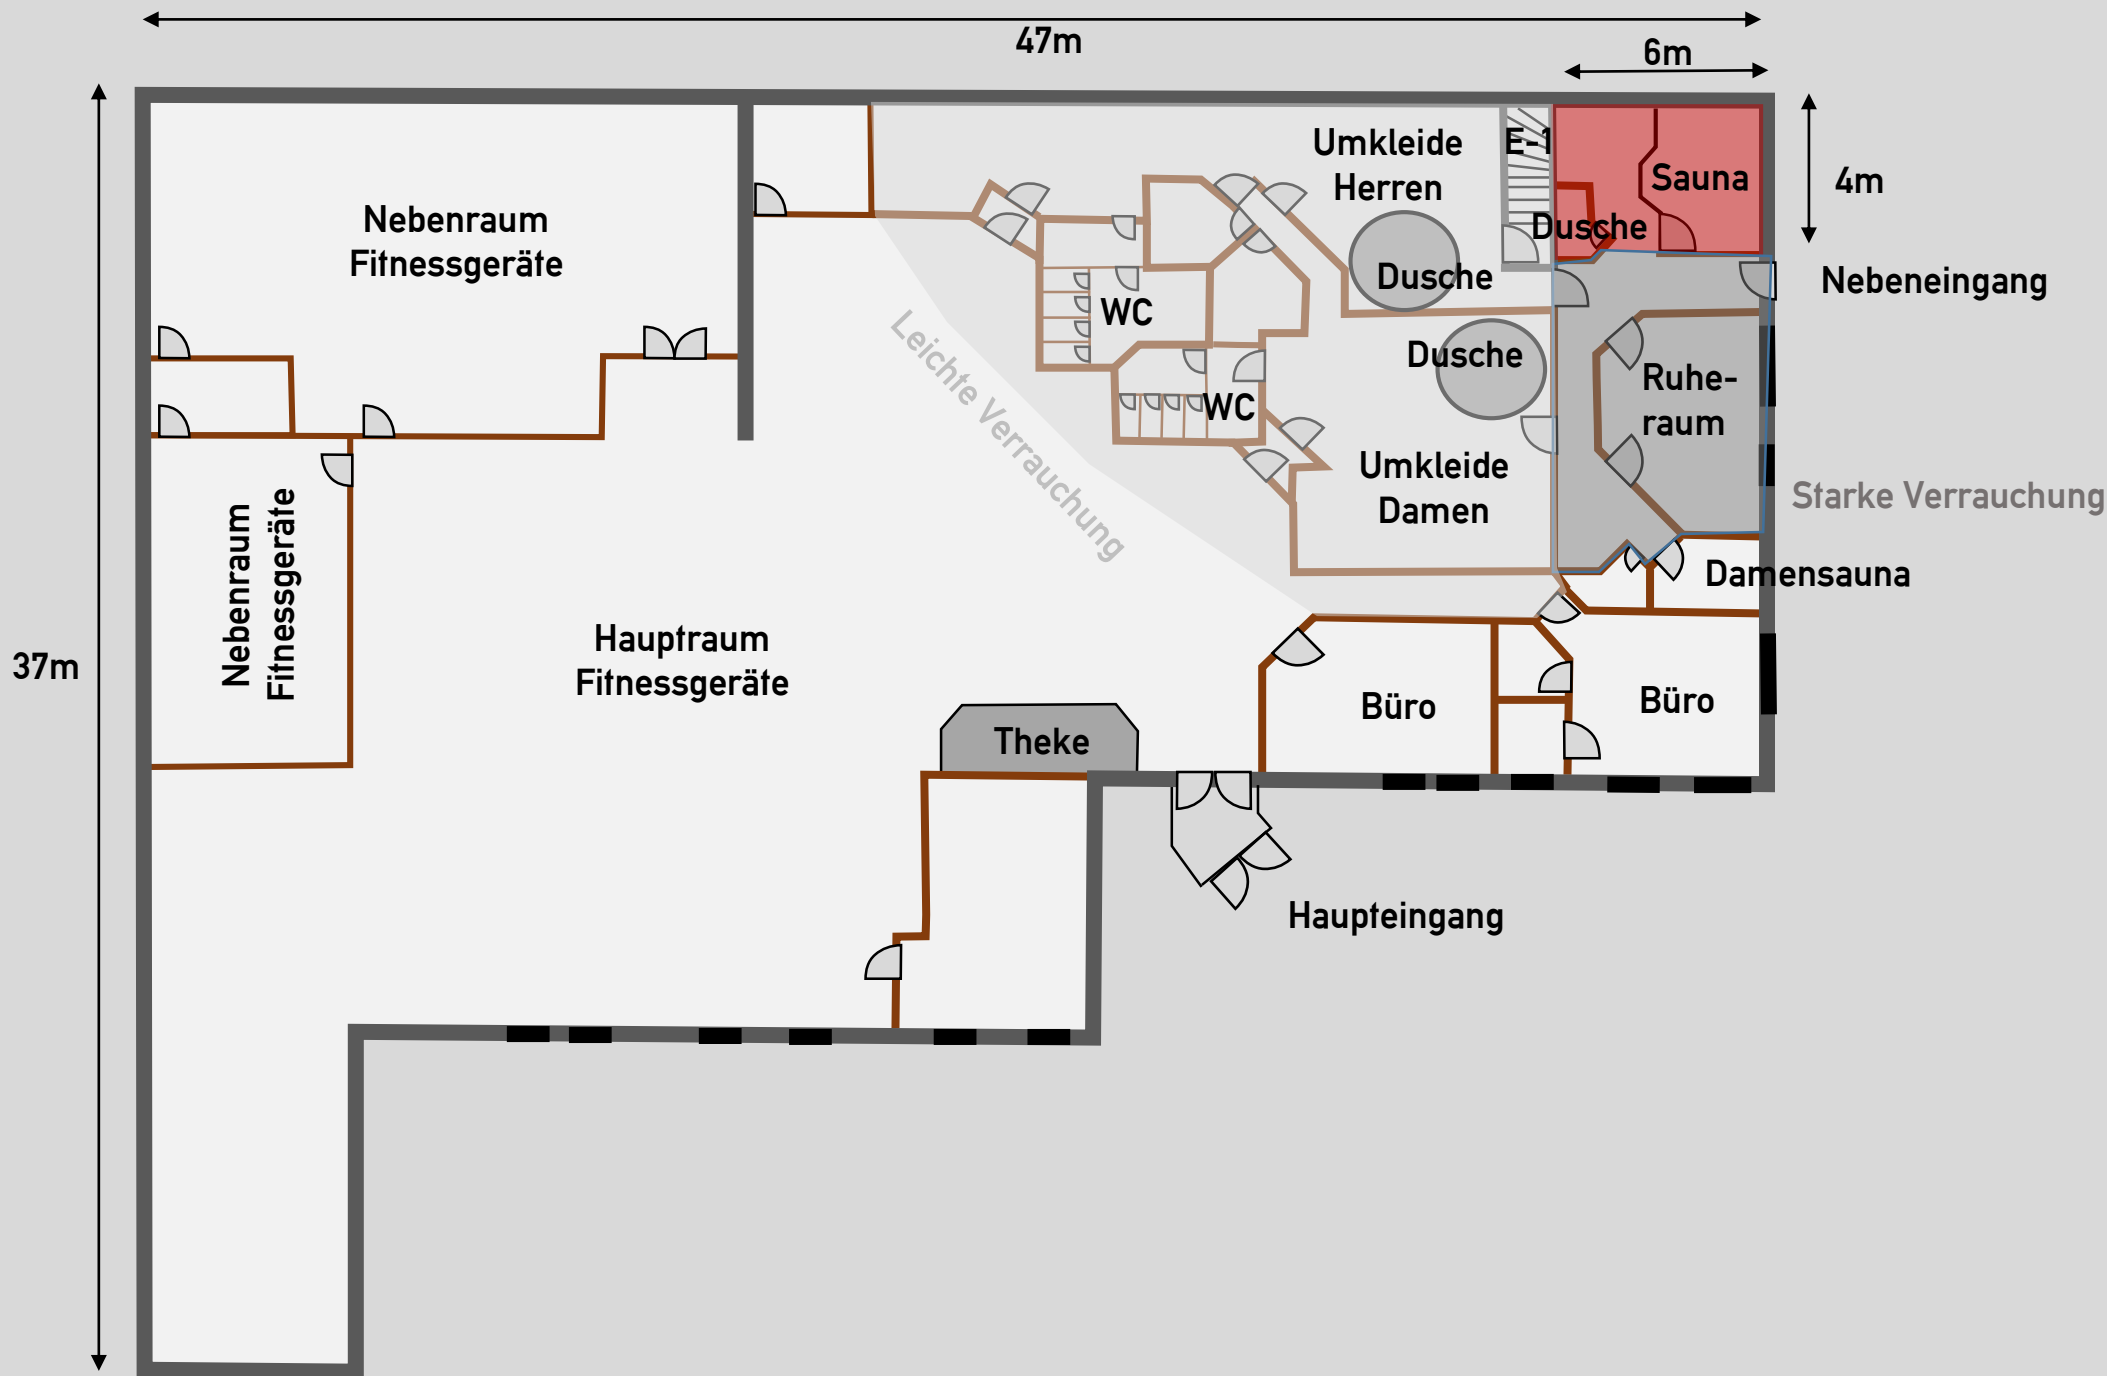 47m
6m
Umkleide
Herren
E-1
Sauna
4m
Dusche
Nebenraum
Fitnessgeräte
Dusche
Nebeneingang
WC
Dusche
Ruhe-
raum
WC
Leichte Verrauchung
Umkleide
Damen
Starke Verrauchung
Damensauna
Nebenraum
Fiitnessgeräte
Hauptraum
Fitnessgeräte
37m
Büro
Büro
Theke
Haupteingang